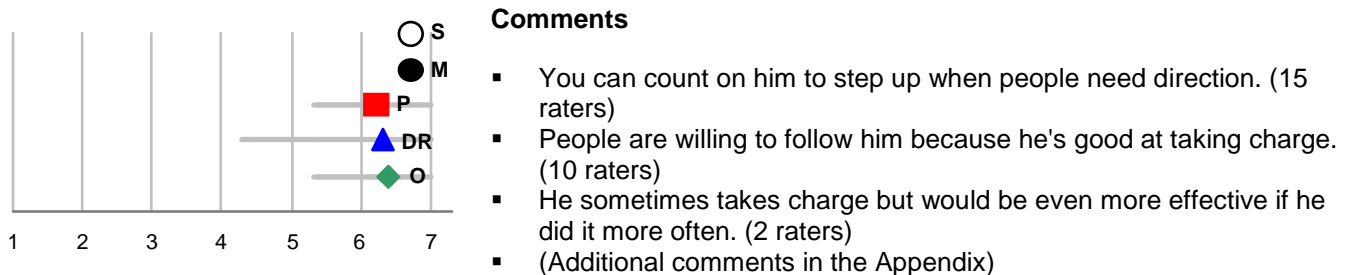 S
M
P
DR
O
1 2 3 4 5 6 7
Comments
▪ You can count on him to step up when people need direction. (15
raters)
▪ People are willing to follow him because he's good at taking charge.
(10 raters)
▪ He sometimes takes charge but would be even more effective if he
did it more often. (2 raters)
▪ (Additional comments in the Appendix)